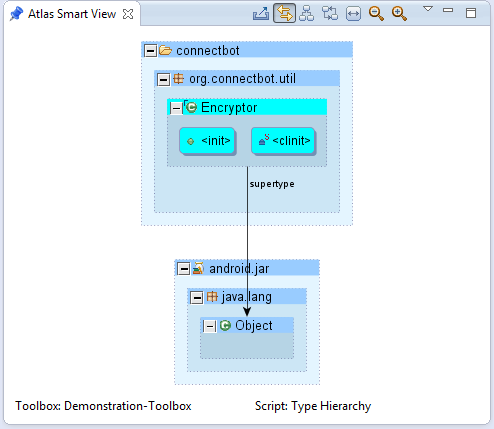 Atlas Smart View
connectbot
org.connectbot.util
Encryptor
<init>
S <clinit>
supertype
android.jar
java.lang
Object
Toolbox: Demonstration-Toolbox Script: Type Hierarchy